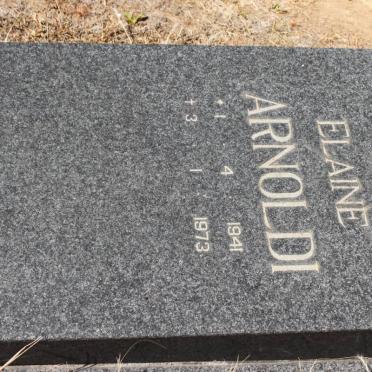 ELAINE
ARNOLDI
* 1 4 1941
+ 3 1 1973